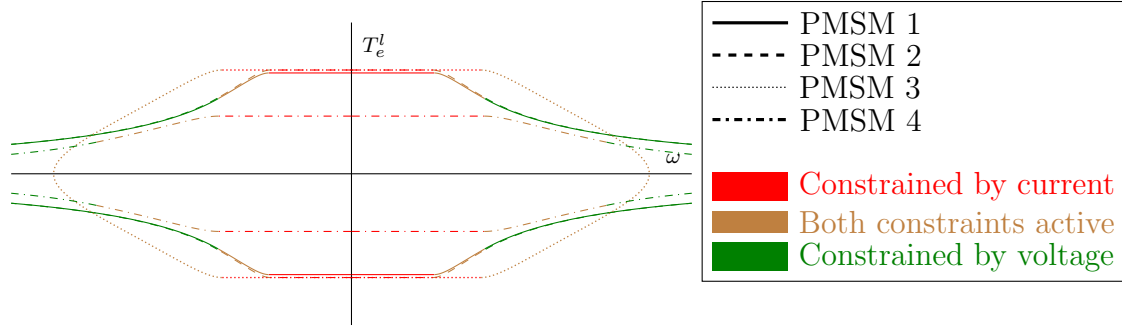 T_e^l
ω
PMSM 1
PMSM 2
PMSM 3
PMSM 4
Constrained by current
Both constraints active
Constrained by voltage